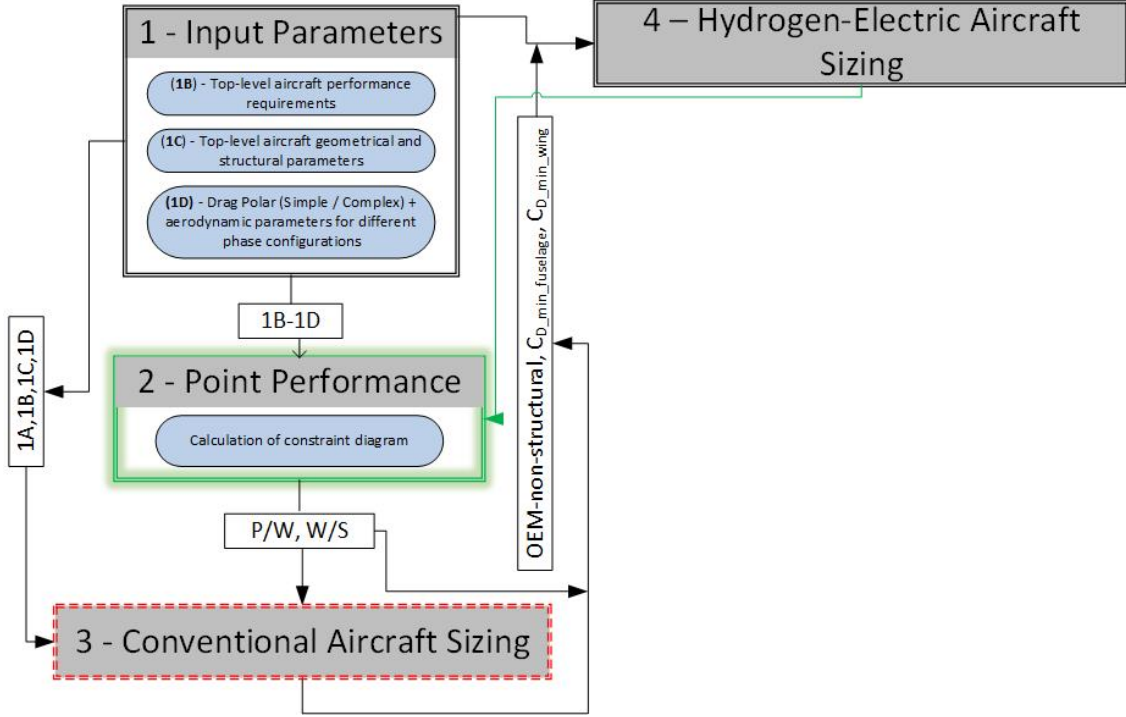 1 - Input Parameters
(1B) - Top-level aircraft performance
requirements
(1C) - Top-level aircraft geometrical and
structural parameters
(1D) - Drag Polar (Simple / Complex) +
aerodynamic parameters for different
phase configurations
4 – Hydrogen-Electric Aircraft
Sizing
1B-1D
1A,1B,1C,1D
OEM-non-structural, C_D_min_fuselage, C_D_min_wing
2 - Point Performance
Calculation of constraint diagram
P/W, W/S
3 - Conventional Aircraft Sizing